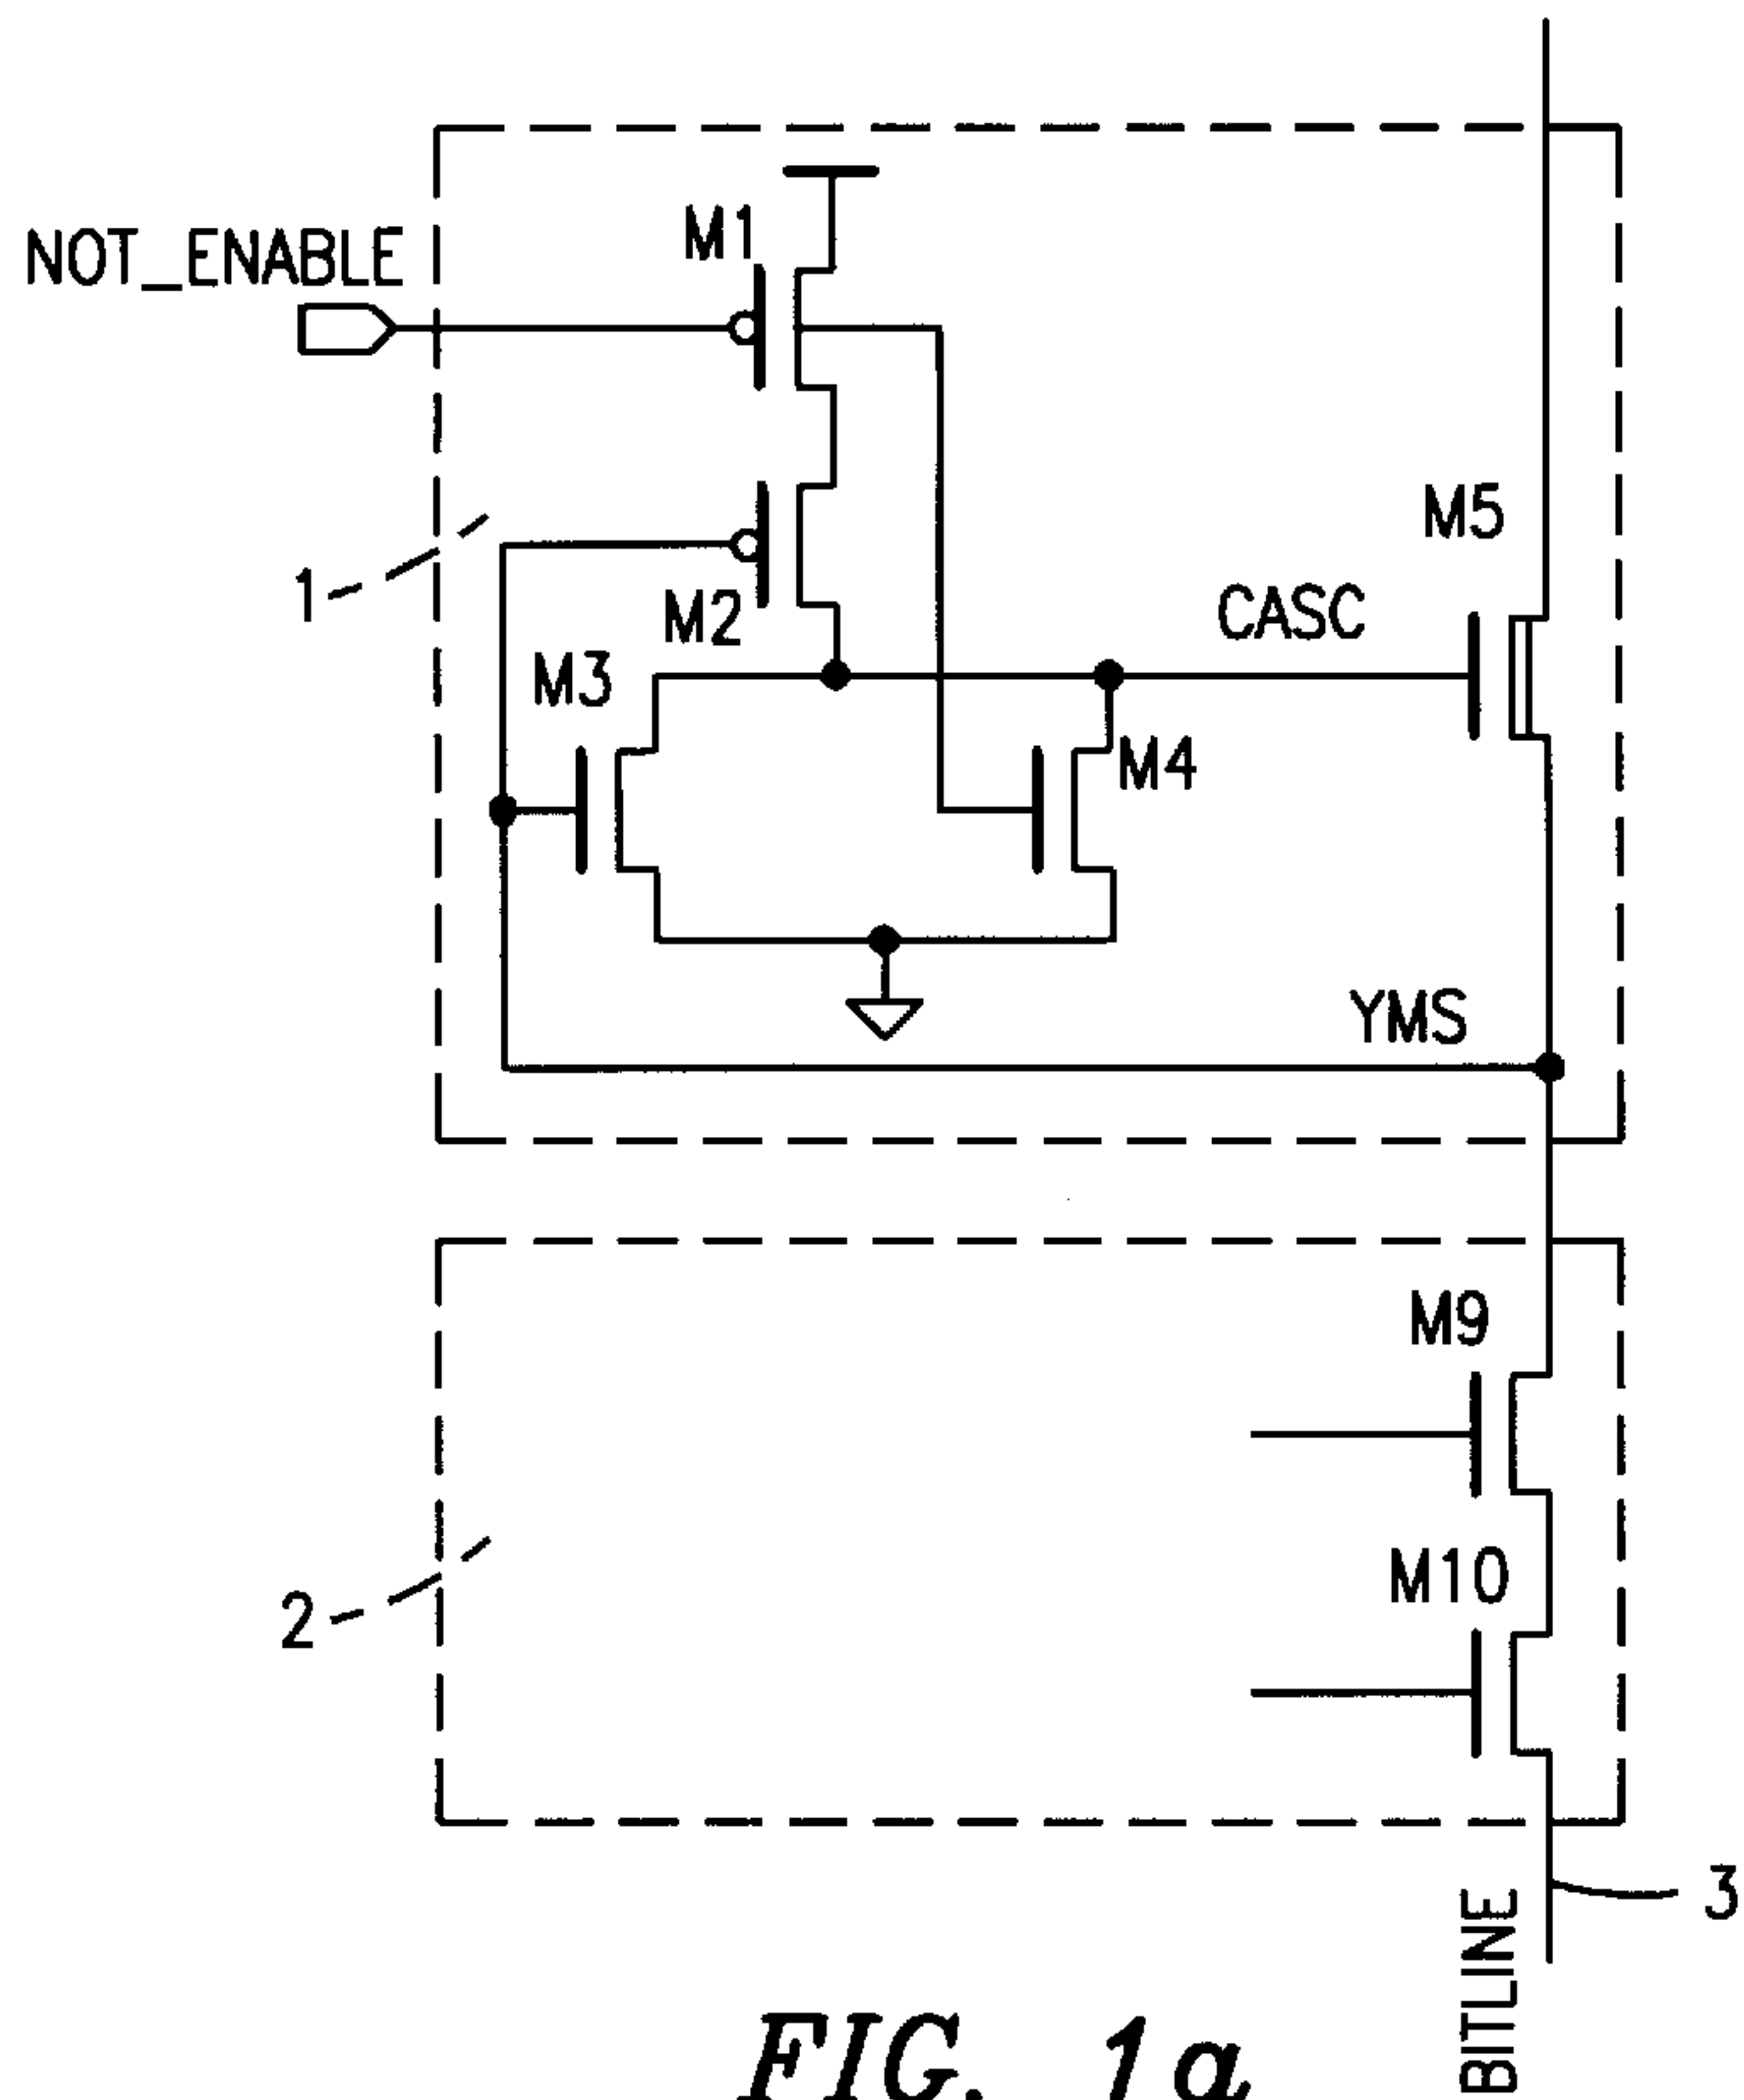 NOT_ENABLE
M1
M5
1
M2
CASC
M3
M4
YMS
M9
M10
2
3
BITLINE
FIG. 1a